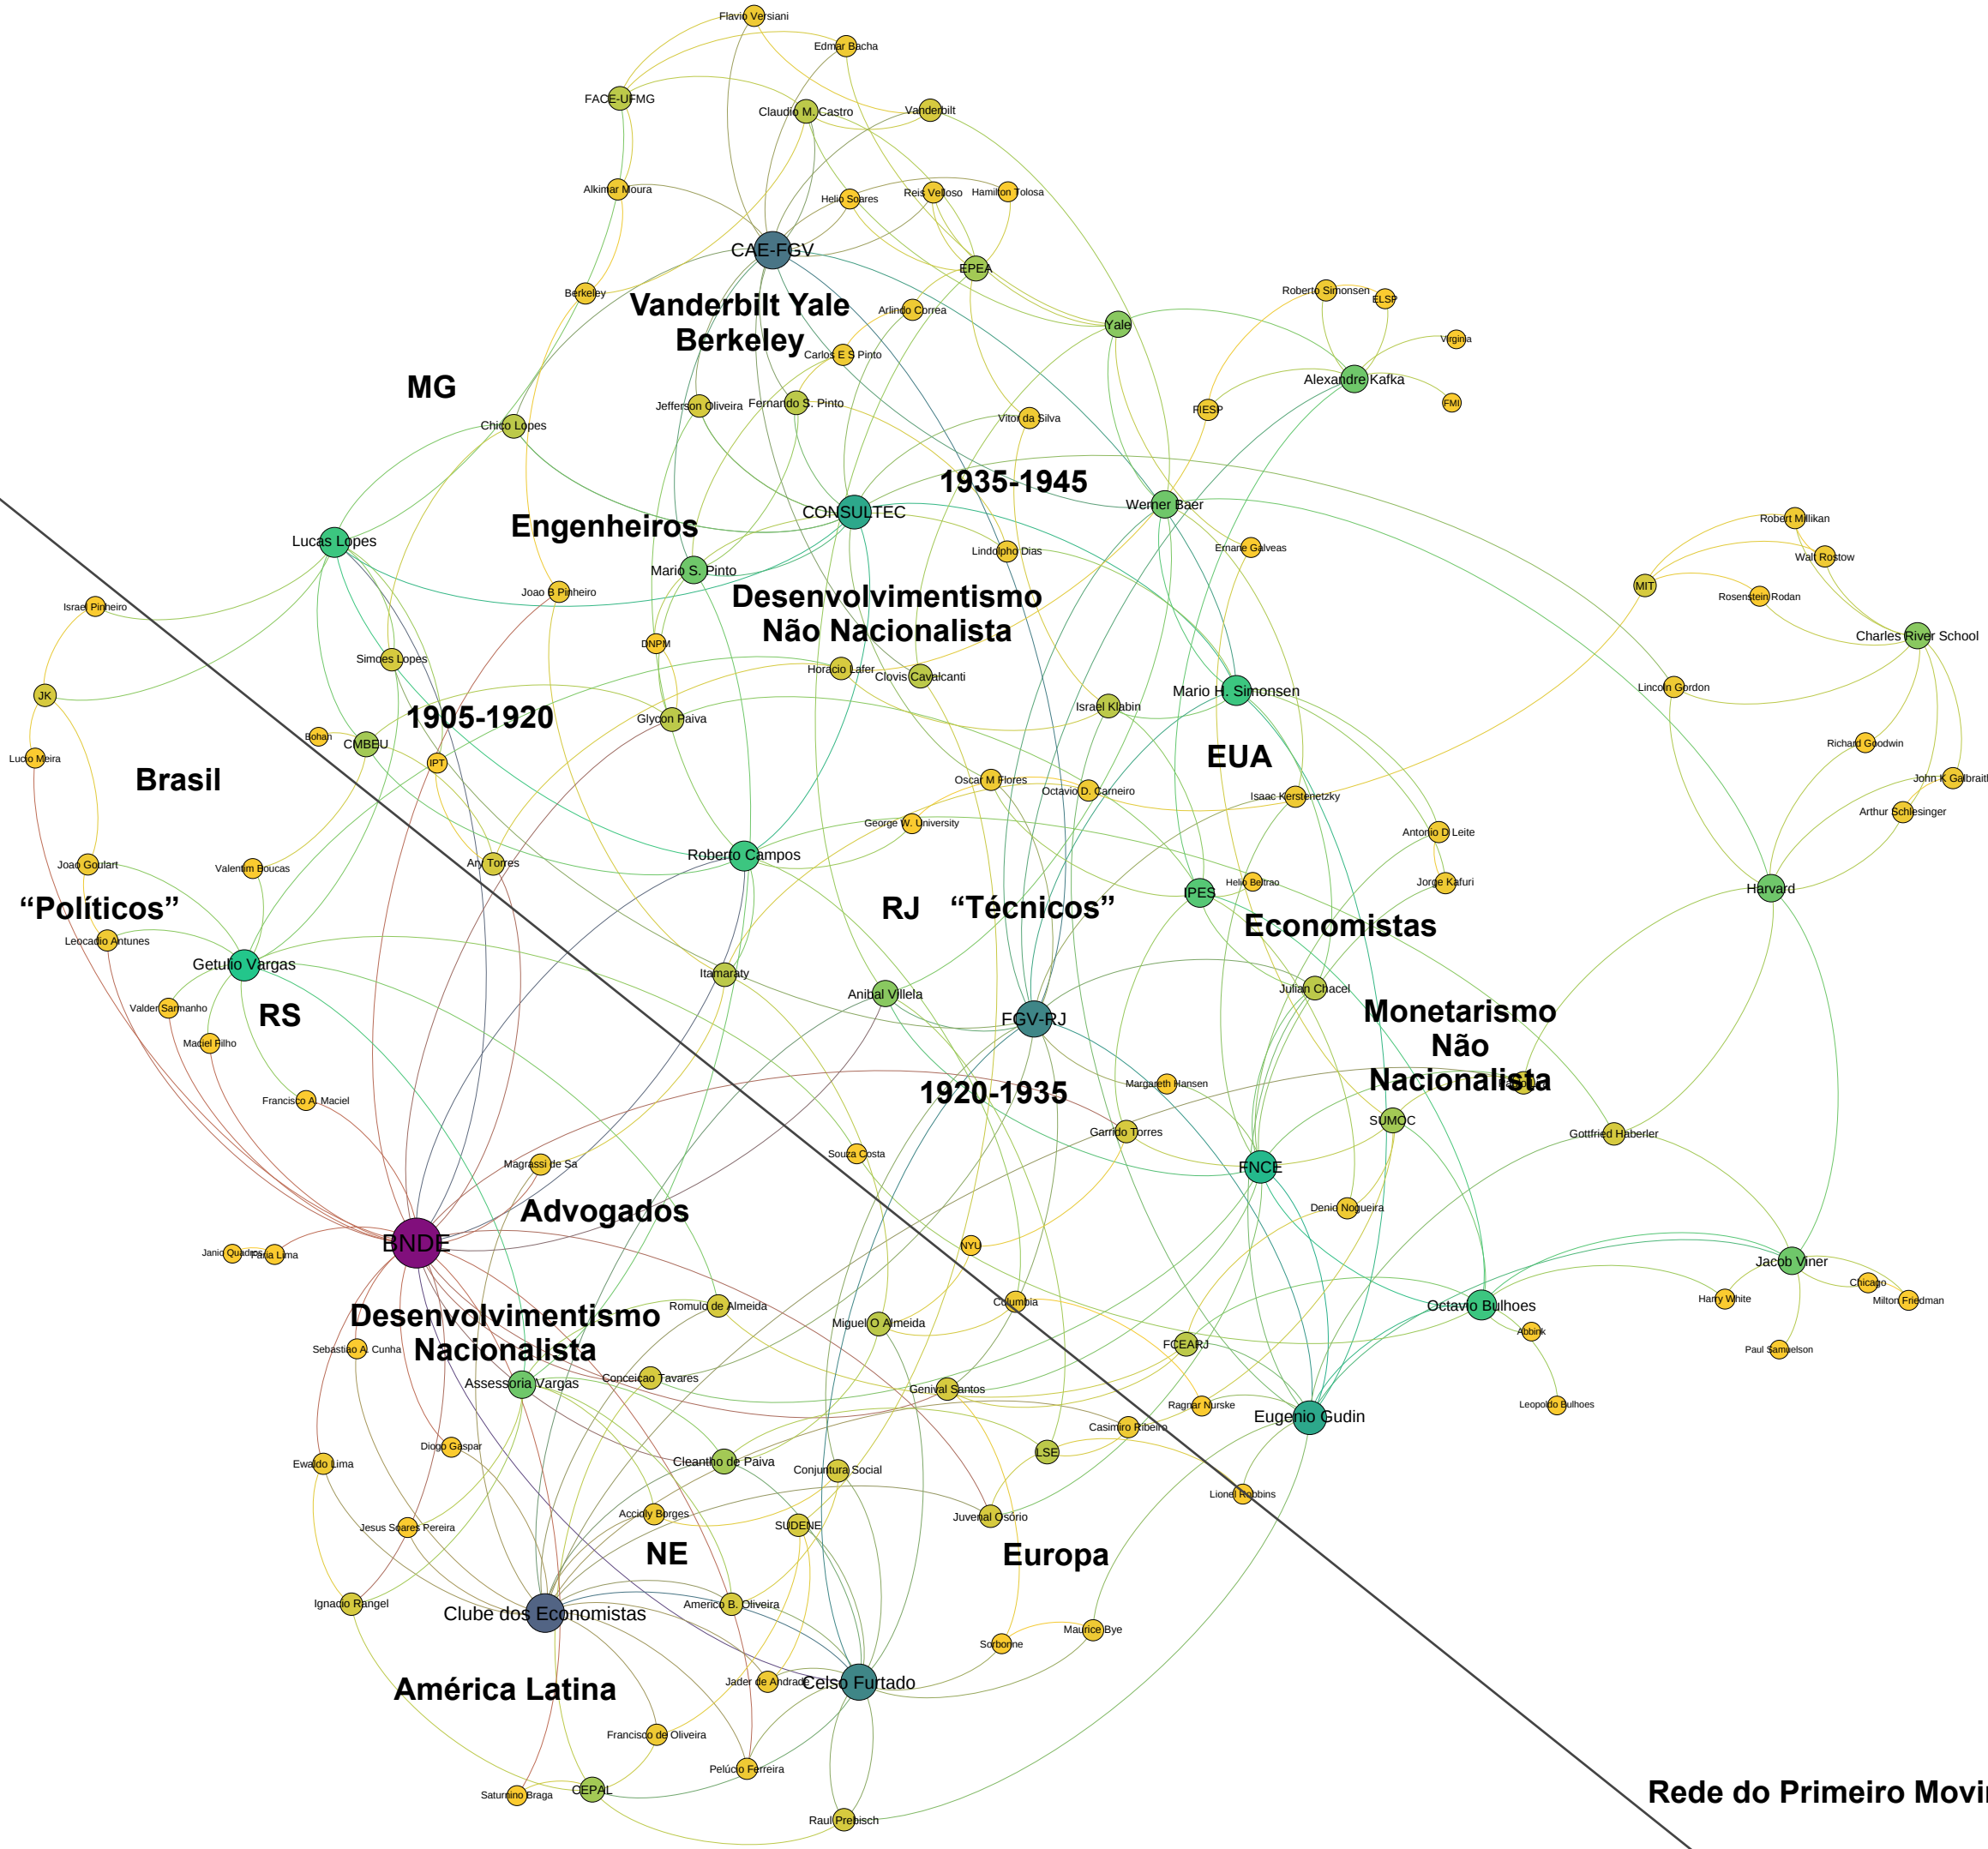 Flavio Versiani
Edmar Bacha
FACE-UFMG
Claudio M. Castro
Vanderbilt
Alkimar Moura
Helio Soares
Reis Velloso
Hamilton Tolosa
CAE-FGV
EPEA
Berkeley
Roberto Simonsen
ELSP
Vanderbilt Yale
Berkeley
Arlindo Correa
Yale
Virginia
Carlos E S Pinto
Alexandre Kafka
MG
Jefferson Oliveira
Fernando S. Pinto
FIESP
FMI
Chico Lopes
Vitor da Silva
1935-1945
Werner Baer
CONSULTEC
Engenheiros
Robert Millikan
Lucas Lopes
Lindolpho Dias
Ernane Galveas
Walt Rostow
Mario S. Pinto
MIT
Joao B Pinheiro
Rosenstein Rodan
Desenvolvimentismo
Não Nacionalista
Israel Pinheiro
Charles River School
DNPM
Simoes Lopes
Horacio Lafer
Clovis Cavalcanti
Mario H. Simonsen
Lincoln Gordon
JK
Israel Klabin
1905-1920
Glycon Paiva
Bohan
CMBEU
Richard Goodwin
Lucio Meira
IPT
EUA
Brasil
Oscar M Flores
Octavio D. Carneiro
Isaac Kerstenetzky
John K Galbraith
Arthur Schlesinger
George W. University
Antonio D Leite
Joao Goulart
Valentim Boucas
Ary Torres
Roberto Campos
Helio Beltrao
Jorge Kafuri
IPES
Harvard
“Políticos”
RJ
“Técnicos”
Economistas
Leocadio Antunes
Getulio Vargas
Itamaraty
Anibal Villela
Julian Chacel
Valder Sarmanho
RS
FGV-RJ
Monetarismo
Não
Nacionalista
Maciel Filho
1920-1935
Margareth Hansen
Francisco A. Maciel
SUMOC
Garrido Torres
Gottfried Haberler
Souza Costa
Magrassi de Sa
FNCE
Advogados
Denio Nogueira
BNDE
NYU
Janio Quadros
Faria Lima
Jacob Viner
Chicago
Columbia
Harry White
Milton Friedman
Romulo de Almeida
Octavio Bulhoes
Desenvolvimentismo
Nacionalista
Miguel O Almeida
Abbink
Sebastiao A. Cunha
FCEARJ
Paul Samuelson
Assessoria Vargas
Conceicao Tavares
Genival Santos
Ragnar Nurske
Leopoldo Bulhoes
Casimiro Ribeiro
Eugenio Gudin
Diogo Gaspar
LSE
Ewaldo Lima
Cleantho de Paiva
Conjuntura Social
Lionel Robbins
Accioly Borges
Juvenal Osório
Jesus Soares Pereira
SUDENE
NE
Europa
Ignacio Rangel
Clube dos Economistas
Americo B. Oliveira
Maurice Bye
Sorbonne
América Latina
Jader de Andrade
Celso Furtado
Francisco de Oliveira
Pelúcio Ferreira
Saturnino Braga
CEPAL
Raul Prebisch
Rede do Primeiro Movi